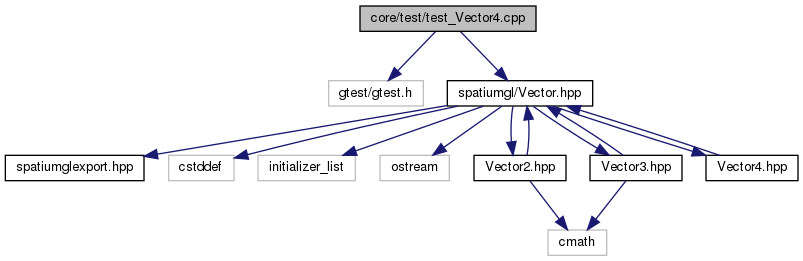 core/test/test_Vector4.cpp
gtest/gtest.h
spatiumgl/Vector.hpp
spatiumglexport.hpp
cstddef
initializer_list
ostream
Vector2.hpp
Vector3.hpp
Vector4.hpp
cmath